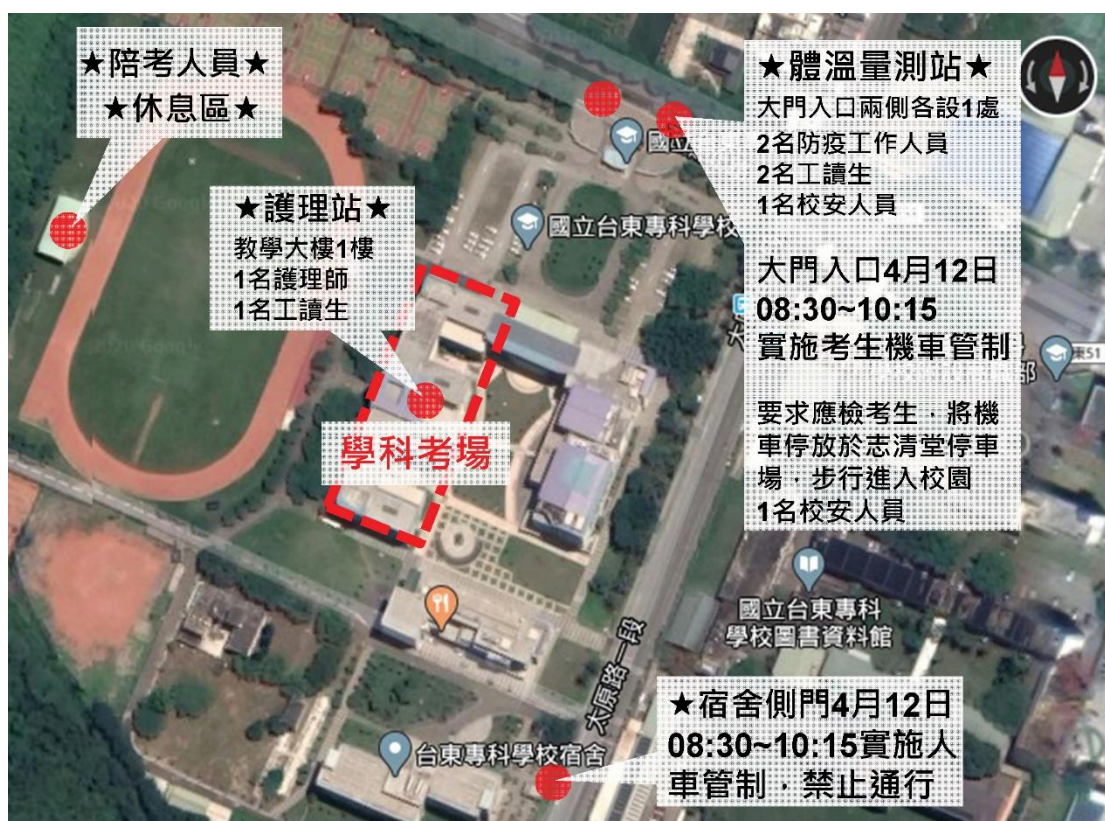 ★陪考人員★
★休息區★
★護理站★
教學大樓1樓
1名護理師
1名工讀生
學科考場
★體溫量測站★
大門入口兩側各設1處
2名防疫工作人員
2名工讀生
1名校安人員
大門入口4月12日
08:30~10:15
實施考生機車管制
要求應檢考生，將機
車停放於志清堂停車
場，步行進入校園
1名校安人員
國立
國立台東專科學校
東51
部
國立台東專科
學校圖書資料館
太原路一段
台東專科學校宿舍
★宿舍側門4月12日
08:30~10:15實施人
車管制，禁止通行